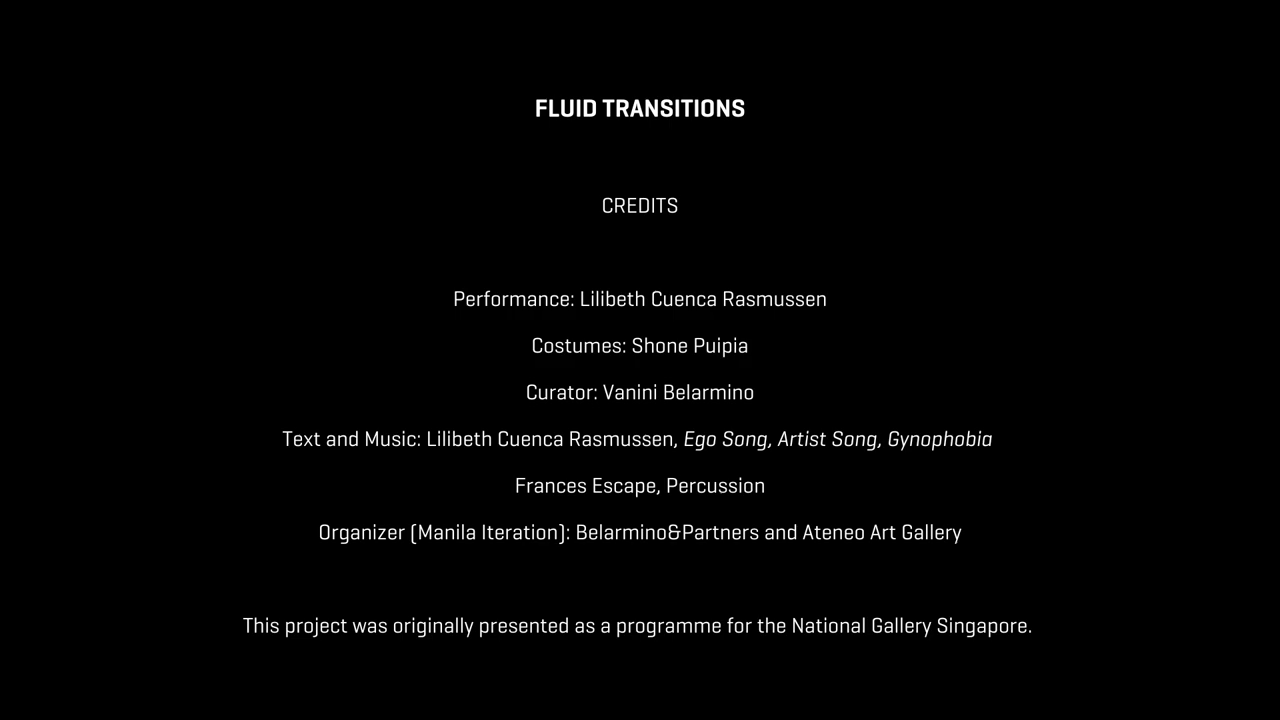 FLUID TRANSITIONS
CREDITS
Performance: Lilibeth Cuenca Rasmussen
Costumes: Shone Puipia
Curator: Vanini Belarmino
Text and Music: Lilibeth Cuenca Rasmussen, Ego Song, Artist Song, Gynophobia
Frances Escape, Percussion
Organizer (Manila Iteration): Belarmino&Partners and Ateneo Art Gallery
This project was originally presented as a programme for the National Gallery Singapore.